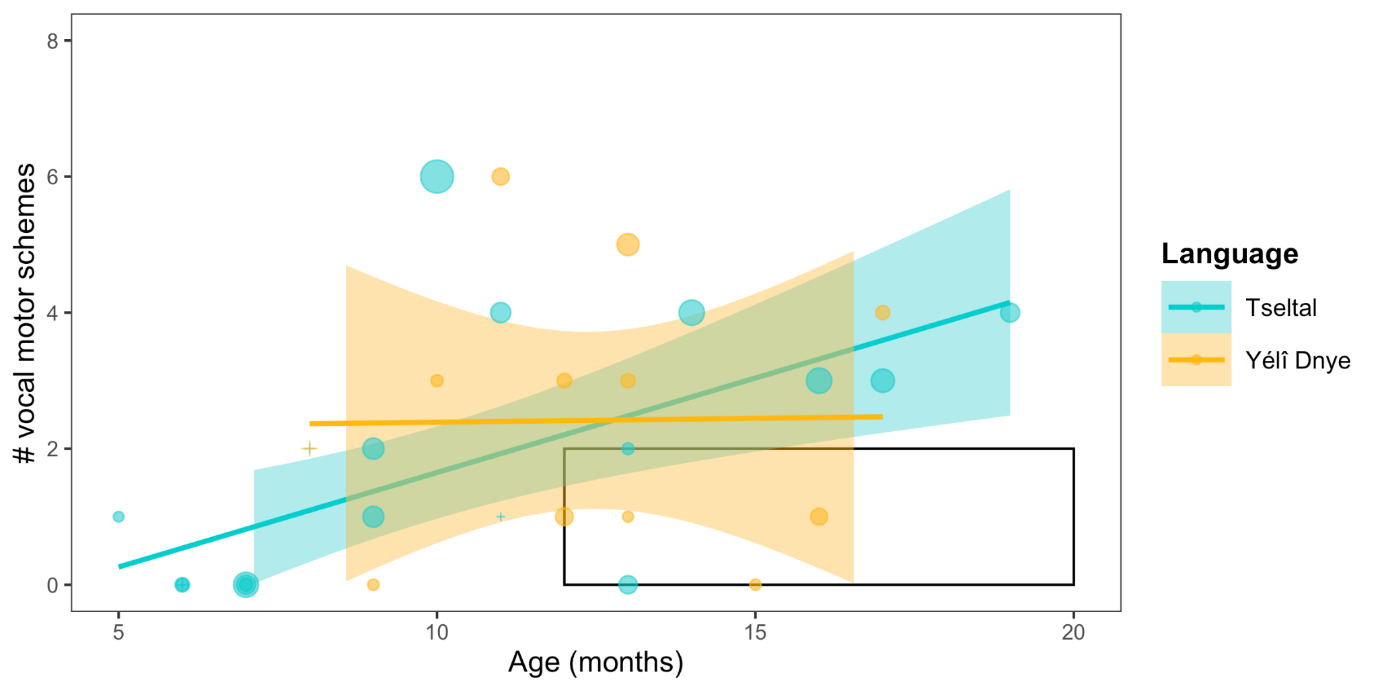 8
6
4
2
0
# vocal motor schemes
5
10
15
20
Age (months)
Language
Tseltal
Yélî Dnye